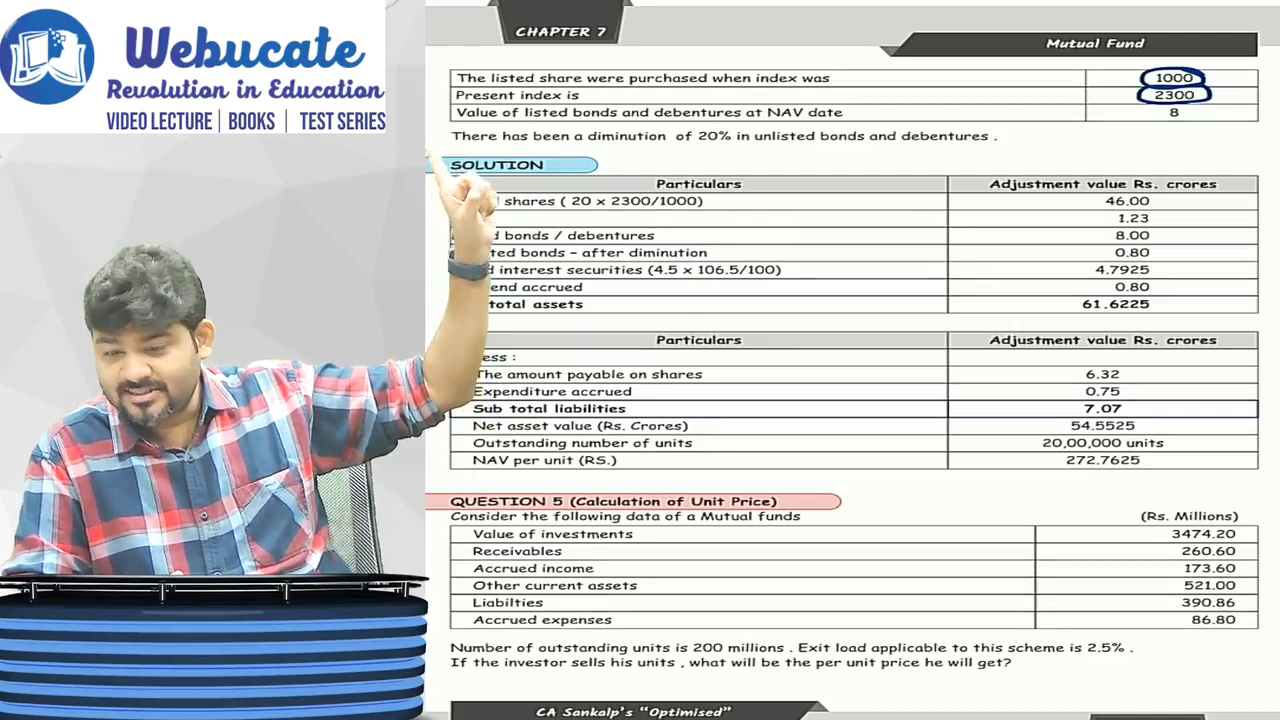 Webucate
Revolution in Education
VIDEO LECTURE | BOOKS | TEST SERIES
CHAPTER 7
Mutual Fund
The listed share were purchased when index was 1000
Present index is 2300
Value of listed bonds and debentures at NAV date 8
There has been a diminution of 20% in unlisted bonds and debentures .
SOLUTION
Particulars Adjustment value Rs. crores
shares ( 20 x 2300/1000) 46.00
1.23
bonds / debentures 8.00
bonds - after diminution 0.80
interest securities (4.5 x 106.5/100) 4.7925
accrued 0.80
total assets 61.6225
Particulars Adjustment value Rs. crores
ess :
The amount payable on shares 6.32
Expenditure accrued 0.75
Sub total liabilities 7.07
Net asset value (Rs. Crores) 54.5525
Outstanding number of units 20,00,000 units
NAV per unit (RS.) 272.7625
QUESTION 5 (Calculation of Unit Price)
Consider the following data of a Mutual funds (Rs. Millions)
Value of investments 3474.20
Receivables 260.60
Accrued income 173.60
Other current assets 521.00
Liabilties 390.86
Accrued expenses 86.80
Number of outstanding units is 200 millions . Exit load applicable to this scheme is 2.5% .
If the investor sells his units , what will be the per unit price he will get?
CA Sankalp's "Optimised"